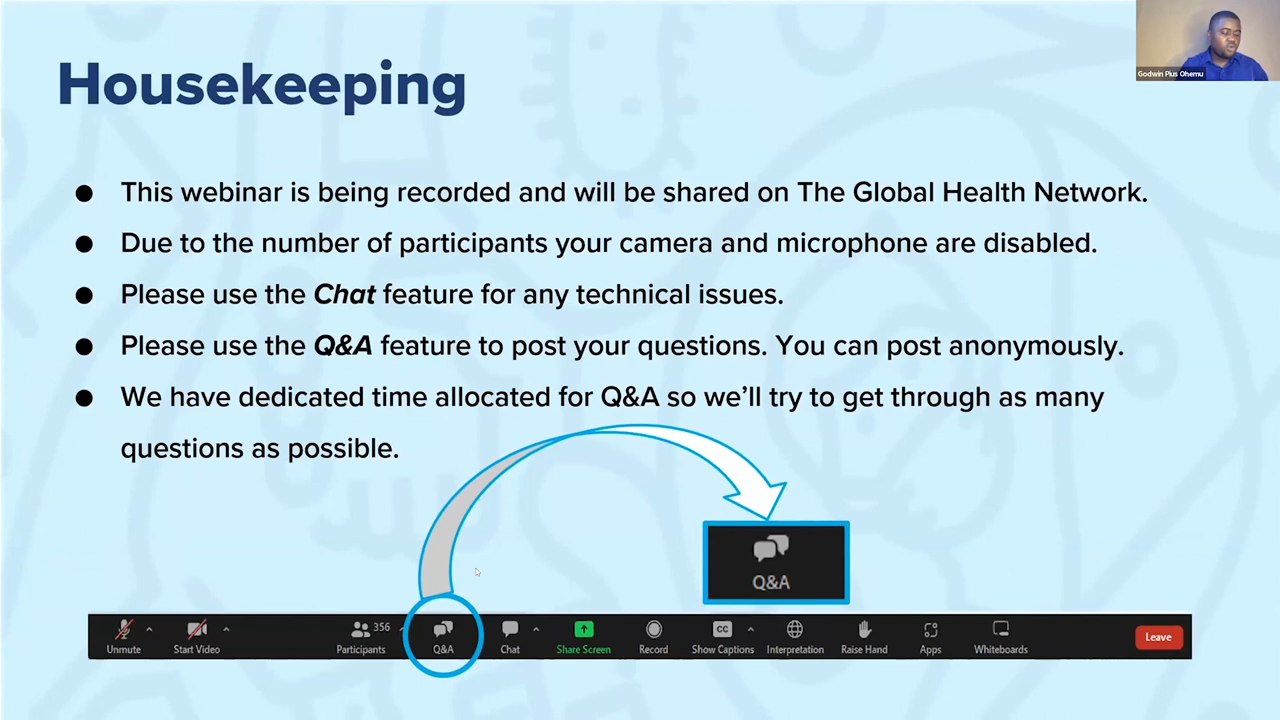 Godwin Pius Ohemu
Housekeeping
● This webinar is being recorded and will be shared on The Global Health Network.
● Due to the number of participants your camera and microphone are disabled.
● Please use the Chat feature for any technical issues.
● Please use the Q&A feature to post your questions. You can post anonymously.
● We have dedicated time allocated for Q&A so we’ll try to get through as many
questions as possible.
Q&A
Unmute Start Video Participants 356 Q&A Chat Share Screen Record CC Show Captions Interpretation Raise Hand Apps Whiteboards Leave